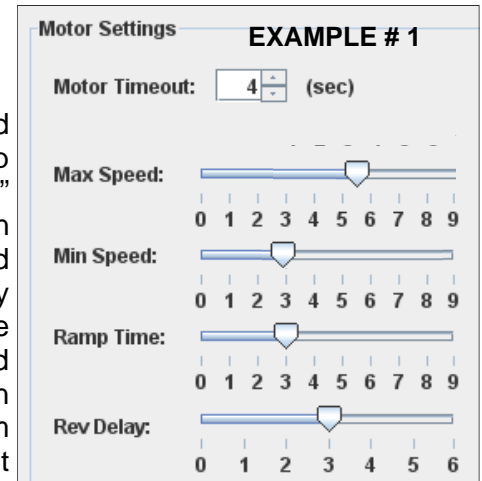 Motor Settings
EXAMPLE # 1
Motor Timeout: 4 (sec)
Max Speed:
0 1 2 3 4 5 6 7 8 9
Min Speed:
0 1 2 3 4 5 6 7 8 9
Ramp Time:
0 1 2 3 4 5 6 7 8 9
Rev Delay:
0 1 2 3 4 5 6